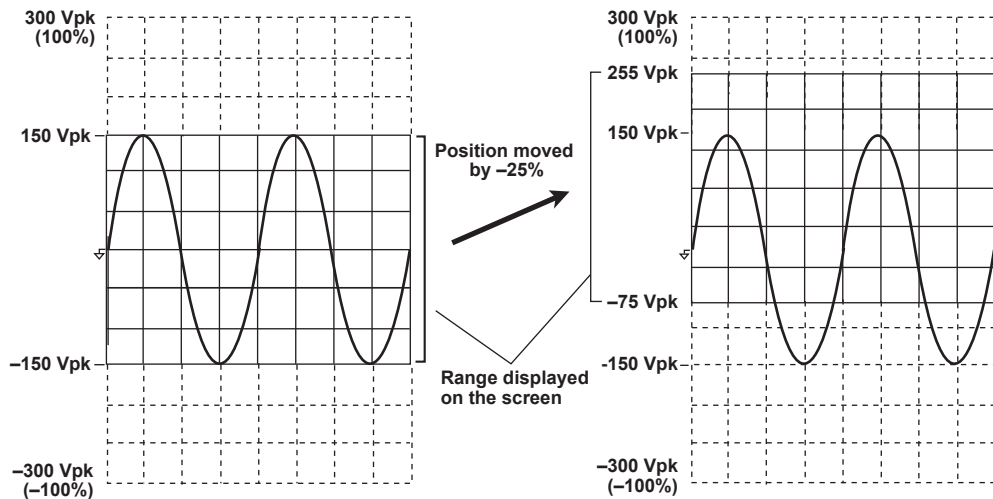 300 Vpk
(100%)
150 Vpk
–150 Vpk
–300 Vpk
(–100%)
Position moved
by –25%
Range displayed
on the screen
300 Vpk
(100%)
255 Vpk
150 Vpk
–75 Vpk
-150 Vpk
–300 Vpk
(–100%)